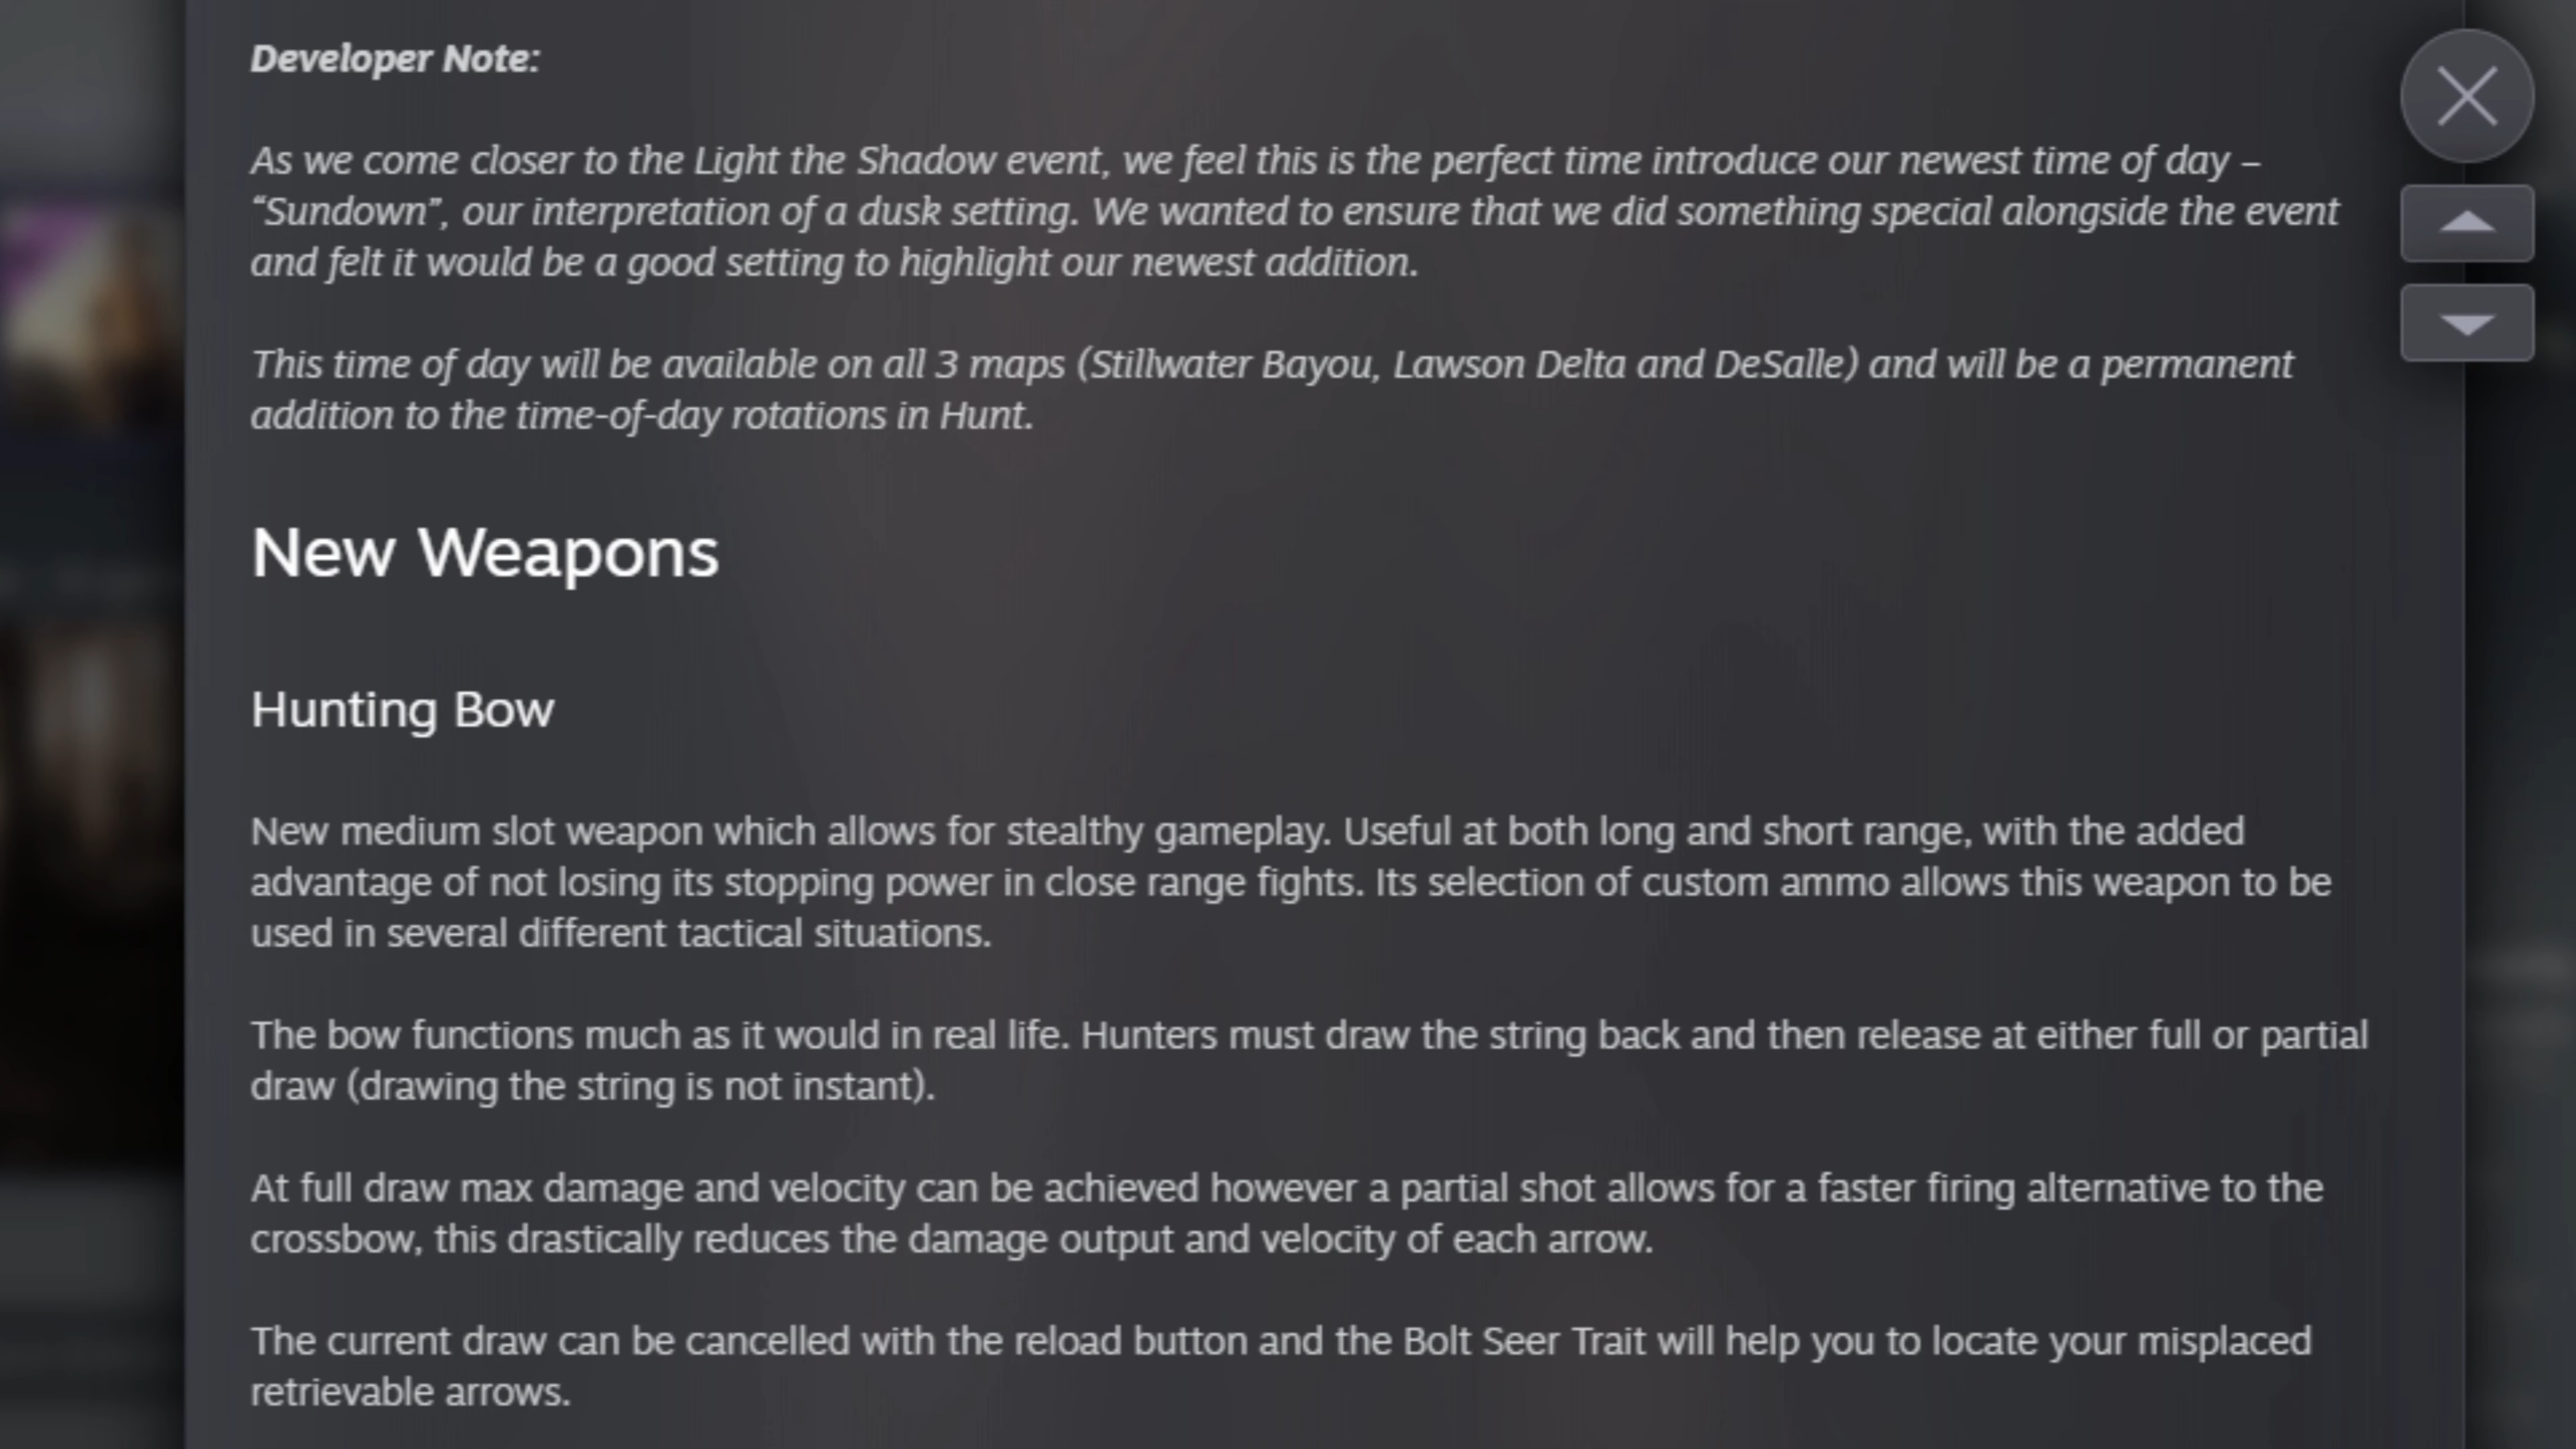 Developer Note:
As we come closer to the Light the Shadow event, we feel this is the perfect time introduce our newest time of day –
“Sundown”, our interpretation of a dusk setting. We wanted to ensure that we did something special alongside the event
and felt it would be a good setting to highlight our newest addition.
This time of day will be available on all 3 maps (Stillwater Bayou, Lawson Delta and DeSalle) and will be a permanent
addition to the time-of-day rotations in Hunt.
New Weapons
Hunting Bow
New medium slot weapon which allows for stealthy gameplay. Useful at both long and short range, with the added
advantage of not losing its stopping power in close range fights. Its selection of custom ammo allows this weapon to be
used in several different tactical situations.
The bow functions much as it would in real life. Hunters must draw the string back and then release at either full or partial
draw (drawing the string is not instant).
At full draw max damage and velocity can be achieved however a partial shot allows for a faster firing alternative to the
crossbow, this drastically reduces the damage output and velocity of each arrow.
The current draw can be cancelled with the reload button and the Bolt Seer Trait will help you to locate your misplaced
retrievable arrows.